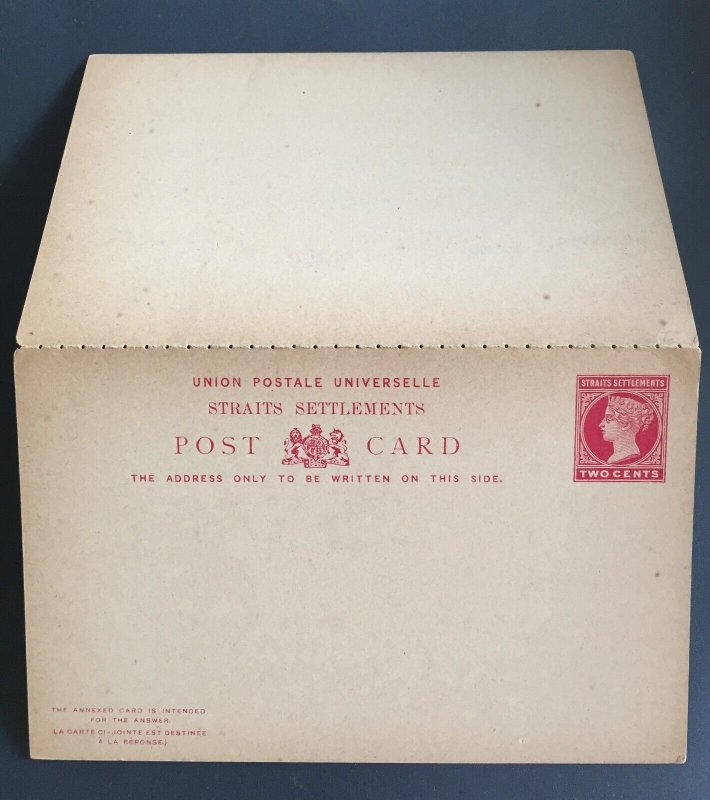 UNION POSTALE UNIVERSELLE
STRAITS SETTLEMENTS
STRAITS SETTLEMENTS
POST CARD
TWO CENTS
THE ADDRESS ONLY TO BE WRITTEN ON THIS SIDE.
THE ANNEXED CARD IS INTENDED
FOR THE ANSWER.
(LA CARTE CI-JOINTE EST DESTINÉE
À LA RÉPONSE.)